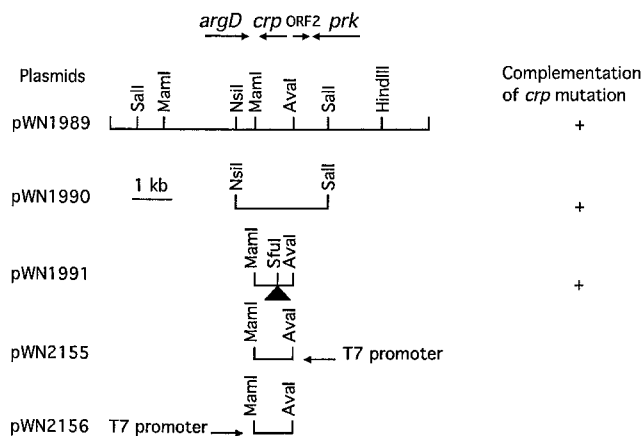 argD crp ORF2 prk
Plasmids
Complementation of crp mutation
SalI MamI NsiI MamI AvaI SalI HindIII
pWN1989 +
1 kb
NsiI SalI
pWN1990 +
MamI SfuI AvaI
pWN1991 +
MamI AvaI
pWN2155 T7 promoter
MamI AvaI
pWN2156 T7 promoter